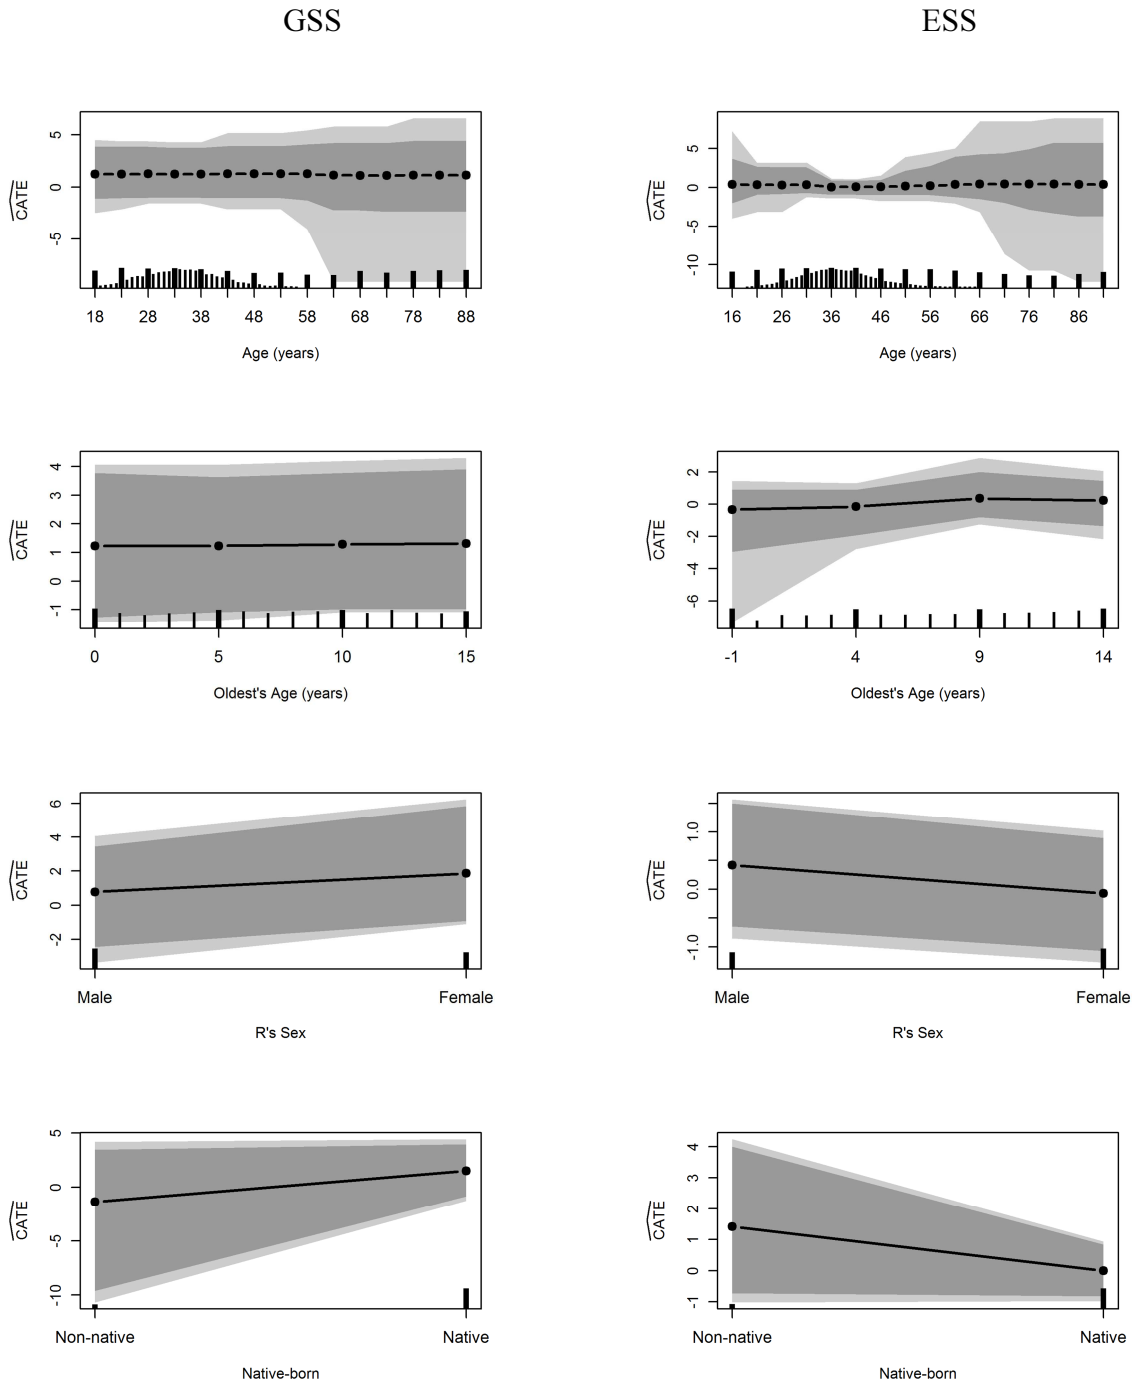 GSS
ESS
5
0
-5
CATE
18 28 38 48 58 68 78 88
Age (years)
5
0
-5
-10
CATE
16 26 36 46 56 66 76 86
Age (years)
4
3
2
1
0
-1
CATE
0 5 10 15
Oldest's Age (years)
2
0
-2
-4
-6
CATE
-1 4 9 14
Oldest's Age (years)
6
4
2
0
-2
CATE
Male Female
R's Sex
1.0
0.0
-1.0
CATE
Male Female
R's Sex
5
0
-5
-10
CATE
Non-native Native
Native-born
4
3
2
1
0
-1
CATE
Non-native Native
Native-born